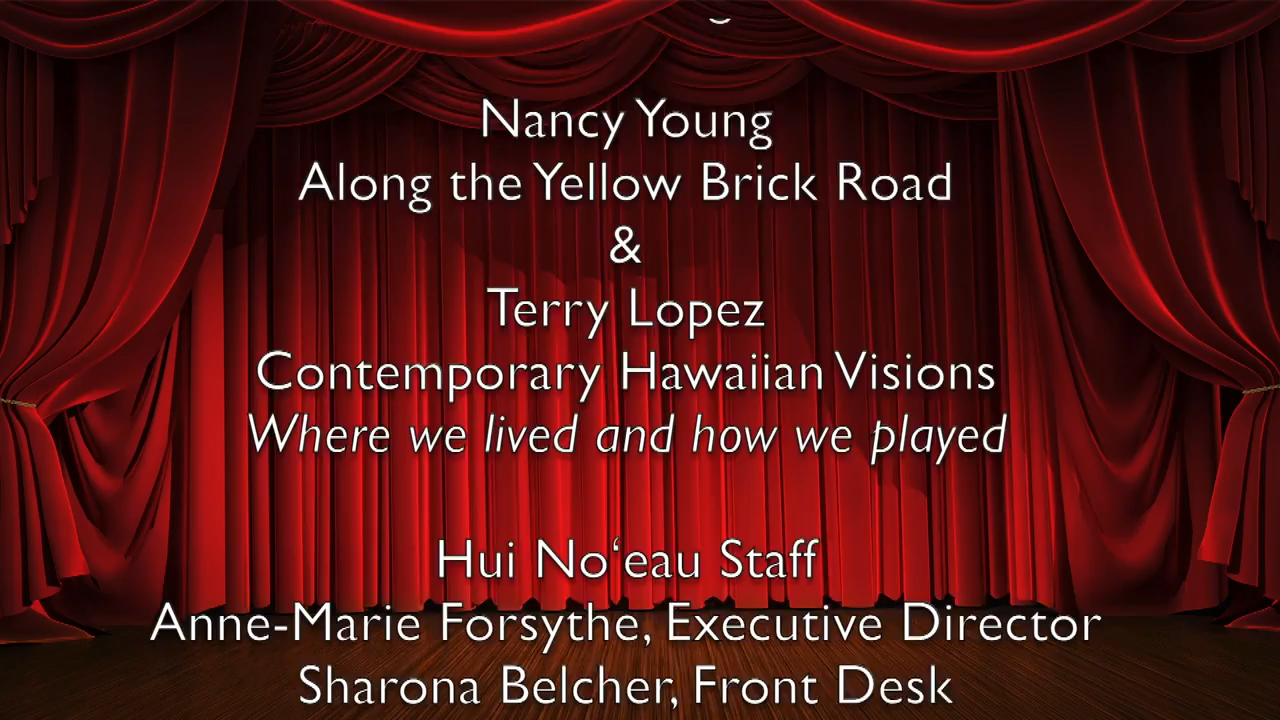 Nancy Young
Along the Yellow Brick Road
&
Terry Lopez
Contemporary Hawaiian Visions
Where we lived and how we played
Hui No‘eau Staff
Anne-Marie Forsythe, Executive Director
Sharona Belcher, Front Desk